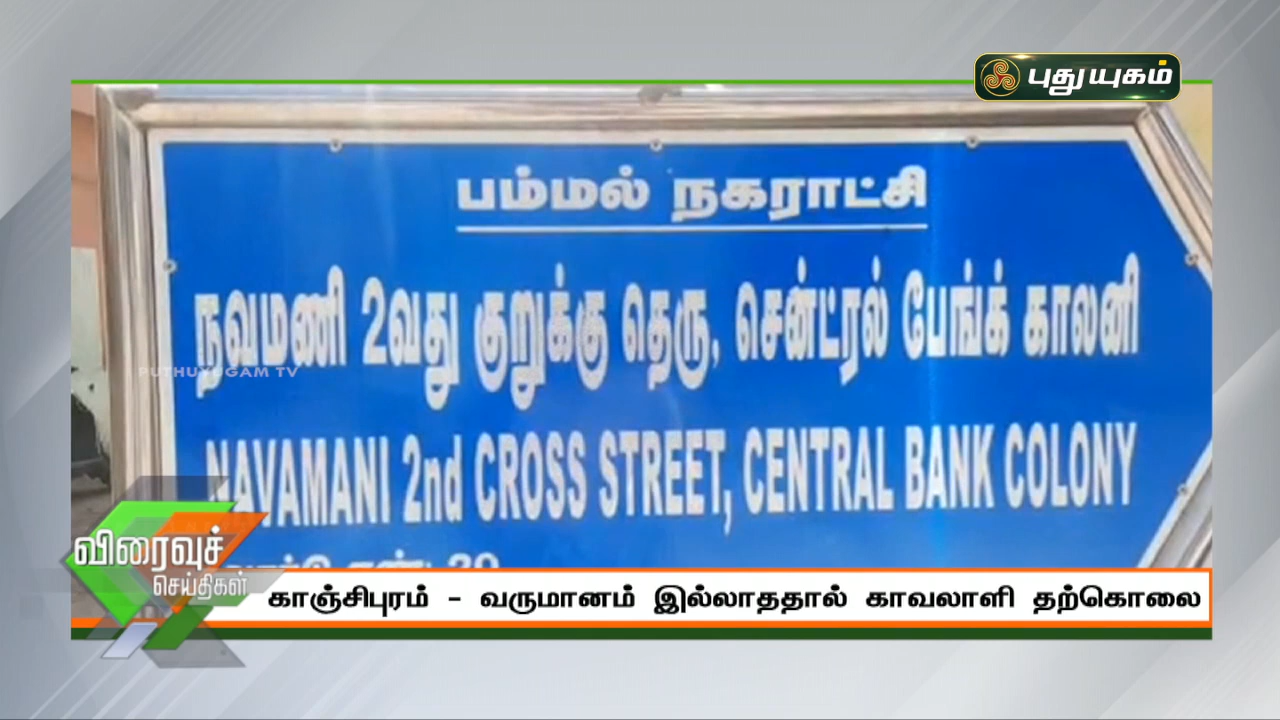 புதுயுகம்
பம்மல் நகராட்சி
நவமணி 2வது குறுக்கு தெரு, சென்ட்ரல் பேங்க் காலனி
PUTHUYUGAM TV
NAVAMANI 2nd CROSS STREET, CENTRAL BANK COLONY
விரைவுச்
செய்திகள்
காஞ்சிபுரம் - வருமானம் இல்லாததால் காவலாளி தற்கொலை